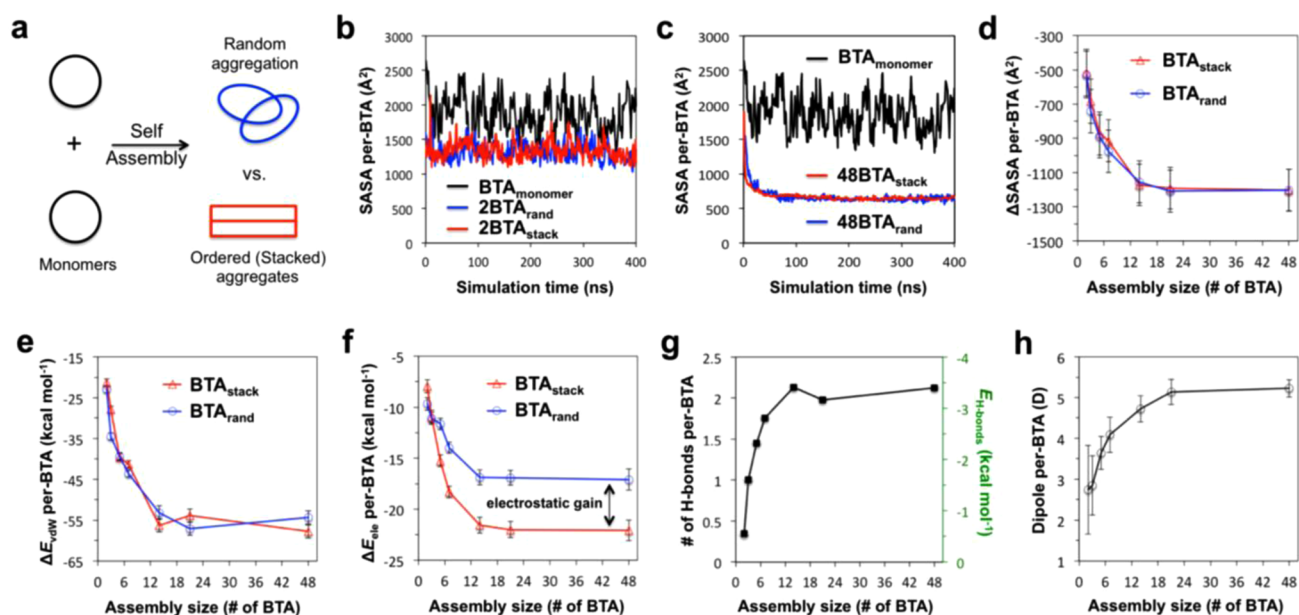 a
Random
aggregation
+
Self
Assembly
vs.
Monomers
Ordered (Stacked)
aggregates
b
SASA per-BTA (Å²)
3000
2500
2000
1500
1000
500
0
BTAmonomer
2BTArand
2BTAstack
0 100 200 300 400
Simulation time (ns)
c
SASA per-BTA (Å²)
3000
2500
2000
1500
1000
500
0
BTAmonomer
48BTAstack
48BTArand
0 100 200 300 400
Simulation time (ns)
d
ΔSASA per-BTA (Å²)
-300
-500
-700
-900
-1100
-1300
-1500
BTAstack
BTArand
0 6 12 18 24 30 36 42 48
Assembly size (# of BTA)
e
ΔEvdW per-BTA (kcal mol⁻¹)
-15
-25
-35
-45
-55
-65
BTAstack
BTArand
0 6 12 18 24 30 36 42 48
Assembly size (# of BTA)
f
ΔEele per-BTA (kcal mol⁻¹)
-5
-10
-15
-20
-25
BTAstack
BTArand
electrostatic gain
0 6 12 18 24 30 36 42 48
Assembly size (# of BTA)
g
# of H-bonds per-BTA
2.5
2
1.5
1
0.5
0
-4
-3
-2
-1
0
EH-bonds (kcal mol⁻¹)
0 6 12 18 24 30 36 42 48
Assembly size (# of BTA)
h
Dipole per-BTA (D)
6
5
4
3
2
1
0 6 12 18 24 30 36 42 48
Assembly size (# of BTA)